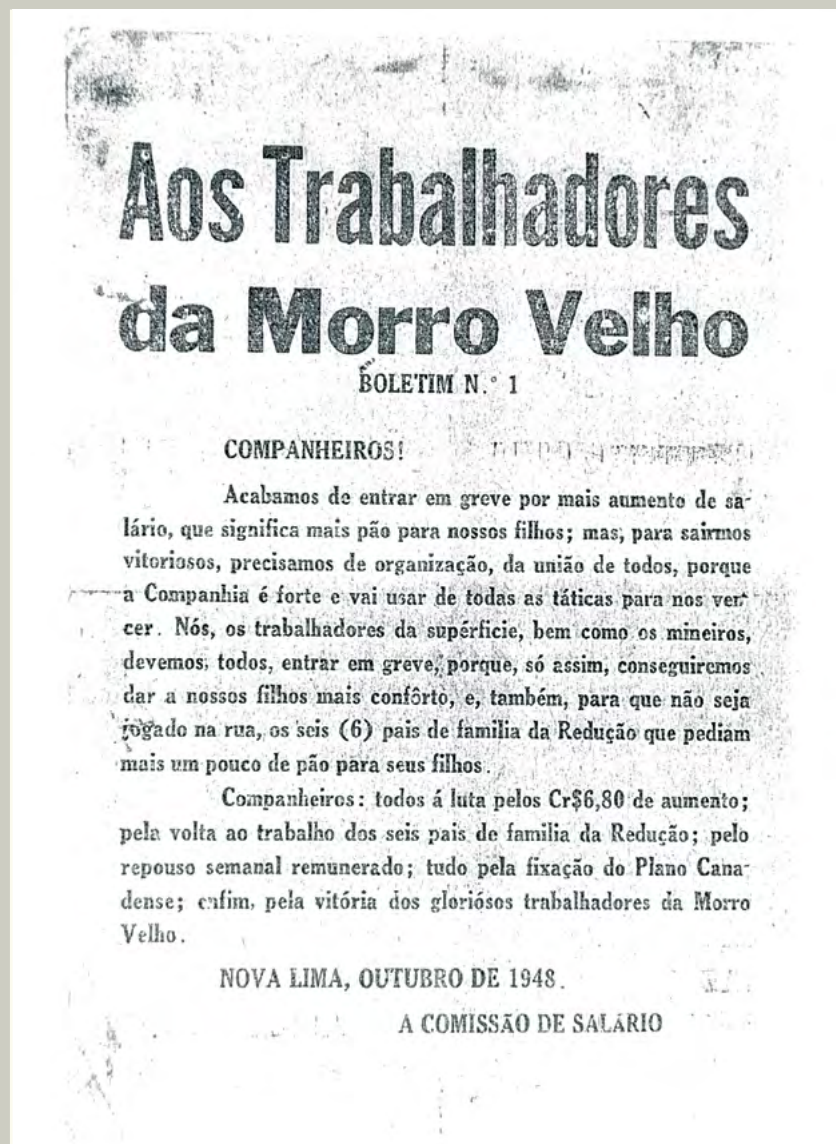 Aos Trabalhadores
da Morro Velho
BOLETIM N.° 1
COMPANHEIROS!
Acabamos de entrar em greve por mais aumento de sa-
lário, que significa mais pão para nossos filhos; mas, para sairmos
vitoriosos, precisamos de organização, da união de todos, porque
a Companhia é forte e vai usar de todas as táticas para nos ven-
cer. Nós, os trabalhadores da supérficie, bem como os mineiros,
devemos, todos, entrar em greve, porque, só assim, conseguiremos
dar a nossos filhos mais confôrto, e, também, para que não seja
jogado na rua, os seis (6) pais de familia da Redução que pediam
mais um pouco de pão para seus filhos.
Companheiros: todos á luta pelos Cr$6,80 de aumento;
pela volta ao trabalho dos seis pais de familia da Redução; pelo
repouso semanal remunerado; tudo pela fixação do Plano Cana-
dense; enfim, pela vitória dos gloriósos trabalhadores da Morro
Velho.
NOVA LIMA, OUTUBRO DE 1948.
A COMISSÃO DE SALÁRIO